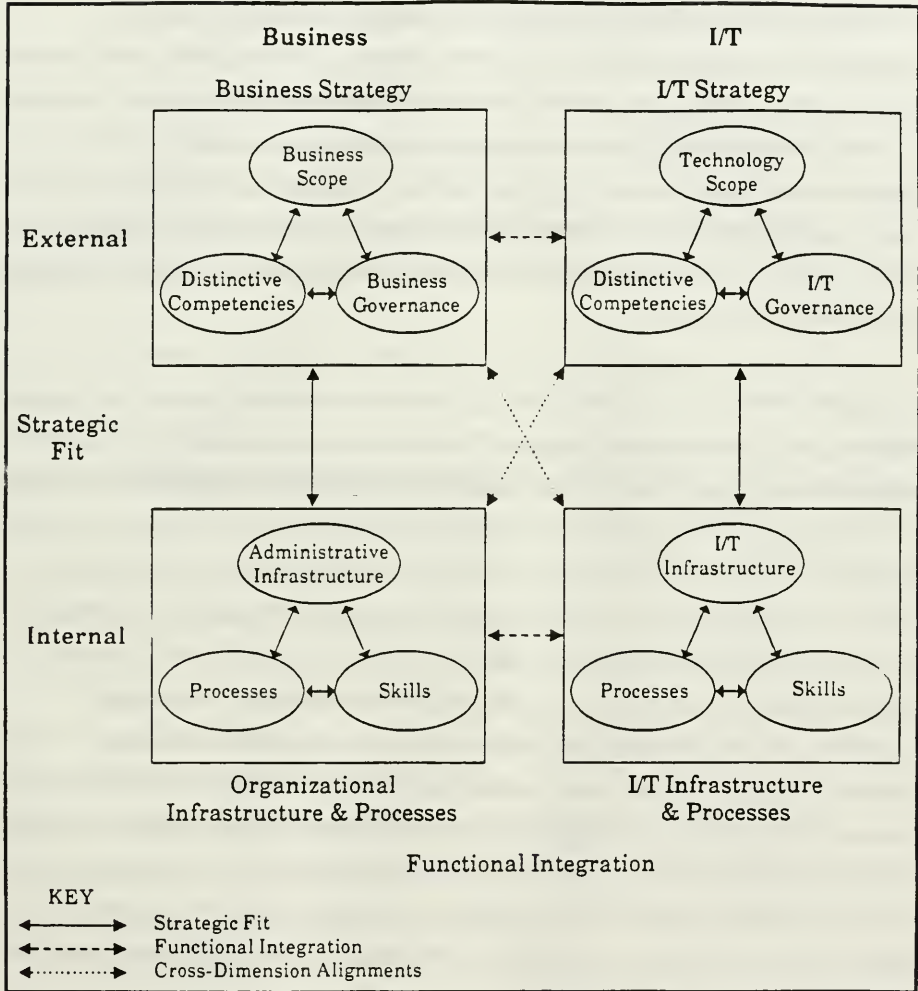 Business
I/T
Business Strategy
I/T Strategy
Business
Scope
Technology
Scope
External
Distinctive
Competencies
Business
Governance
Distinctive
Competencies
I/T
Governance
Strategic
Fit
Administrative
Infrastructure
I/T
Infrastructure
Internal
Processes
Skills
Processes
Skills
Organizational
Infrastructure & Processes
I/T Infrastructure
& Processes
Functional Integration
KEY
Strategic Fit
Functional Integration
Cross-Dimension Alignments